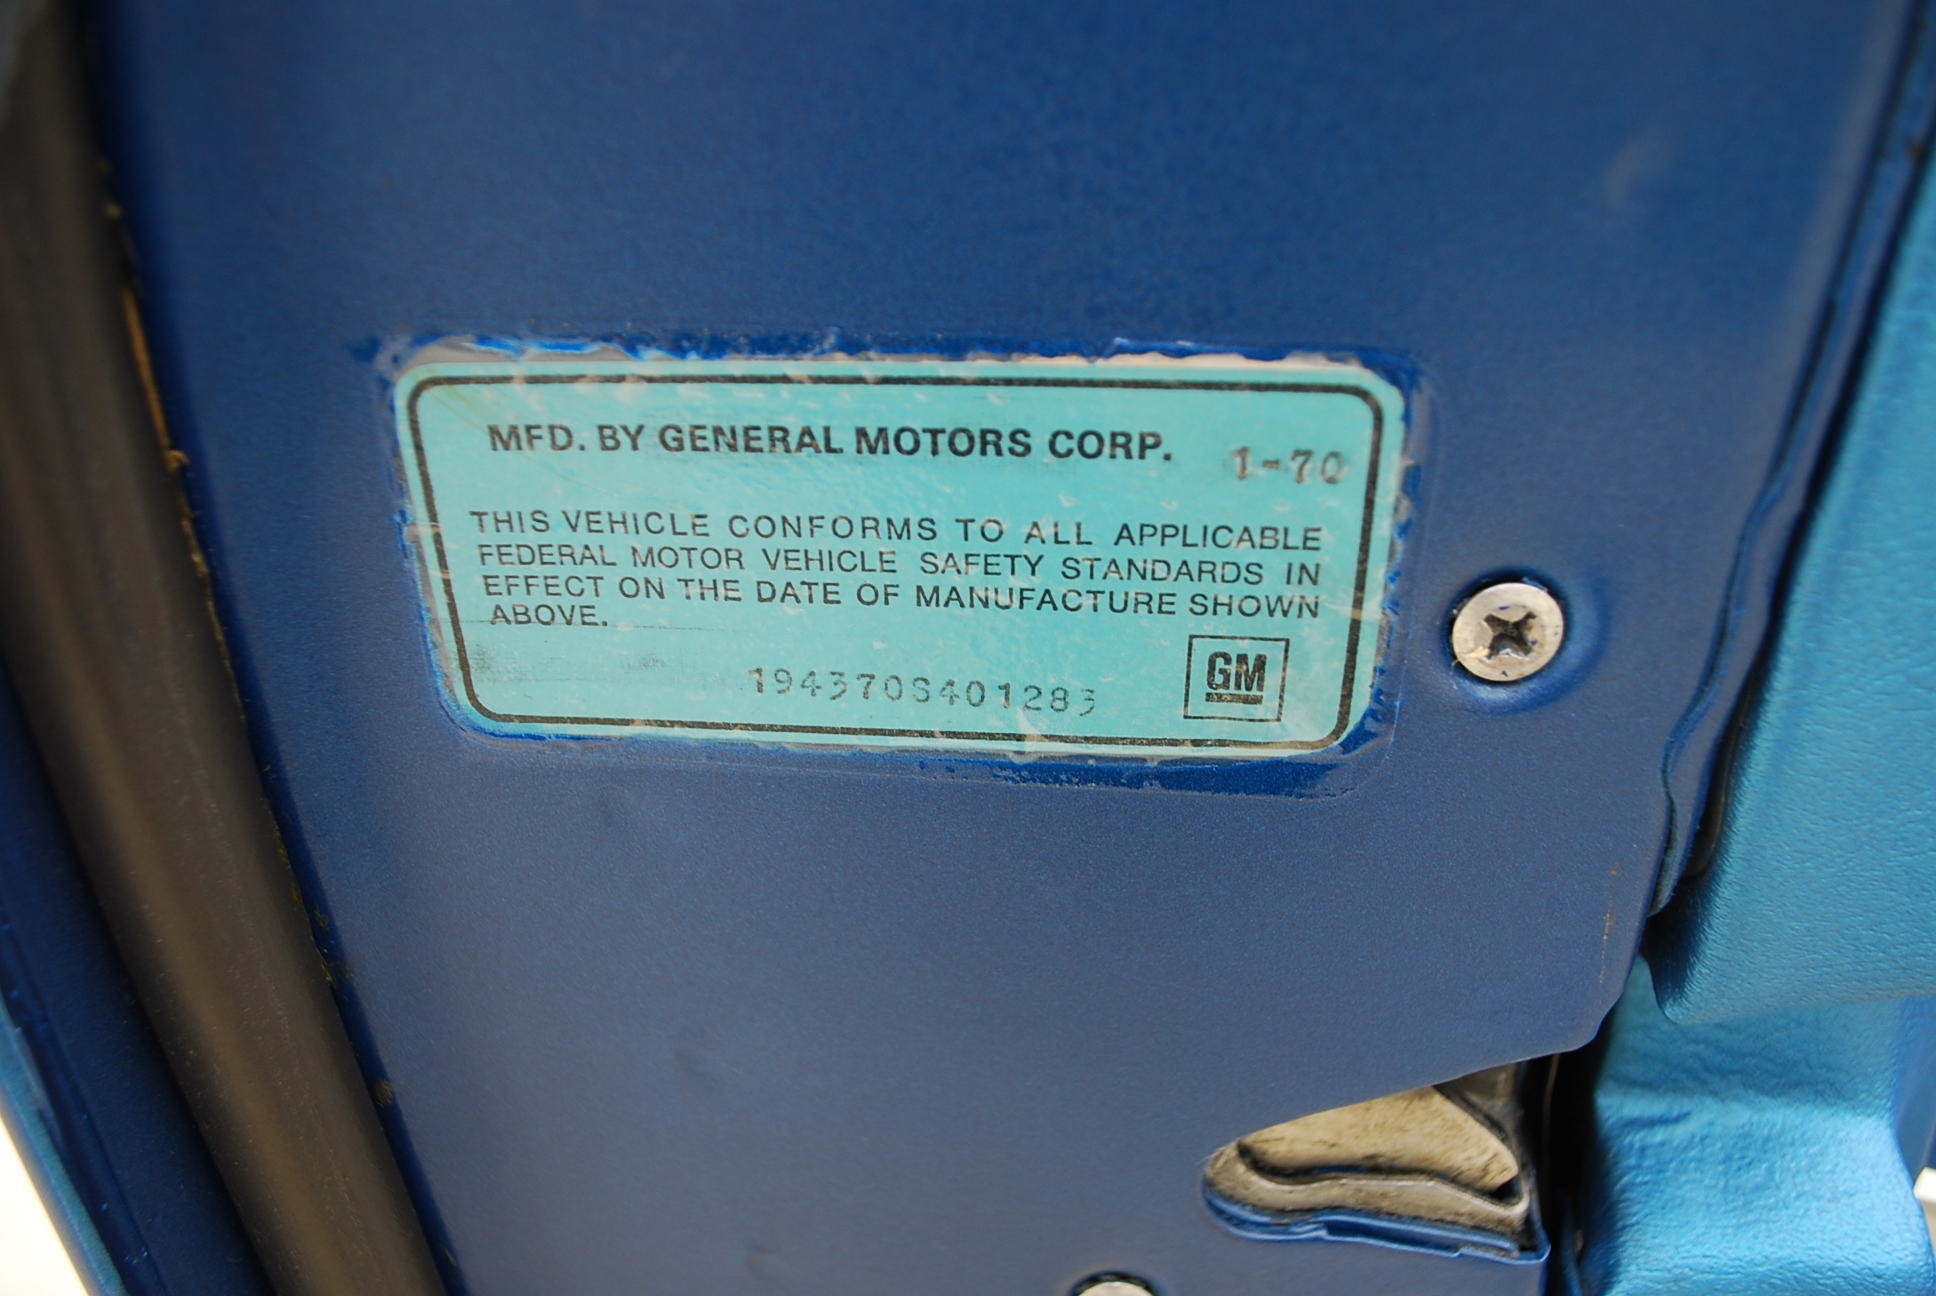 MFD. BY GENERAL MOTORS CORP. 1-70
THIS VEHICLE CONFORMS TO ALL APPLICABLE
FEDERAL MOTOR VEHICLE SAFETY STANDARDS IN
EFFECT ON THE DATE OF MANUFACTURE SHOWN
ABOVE.
194370S401283
GM